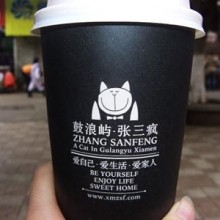 鼓浪屿·张三疯
ZHANG SANFENG
A Cat In Gulangyu Xiamen
爱自己·爱生活·爱家人
BE YOURSELF
ENJOY LIFE
SWEET HOME
www.xmzsf.com